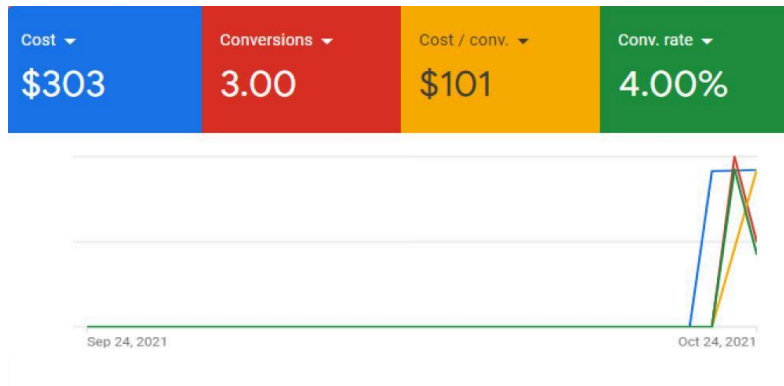 Cost
Conversions
Cost / conv.
Conv. rate
$303
3.00
$101
4.00%
Sep 24, 2021
Oct 24, 2021